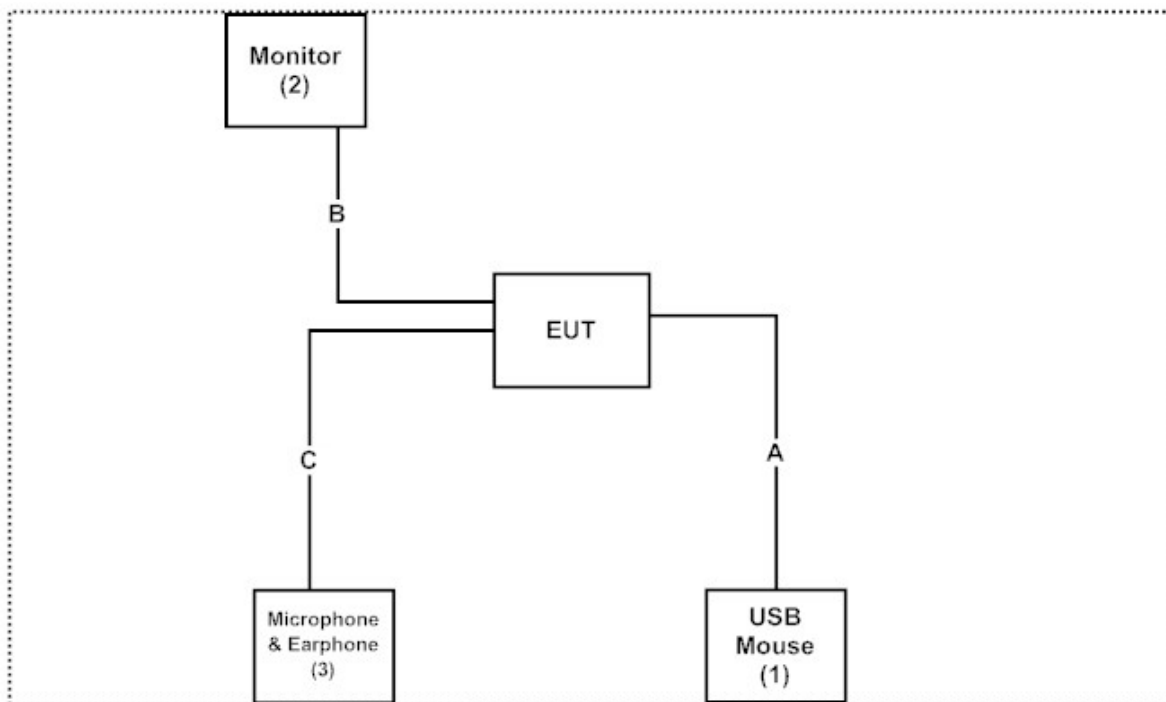 Monitor
(2)
B
EUT
C
A
Microphone
& Earphone
(3)
USB
Mouse
(1)